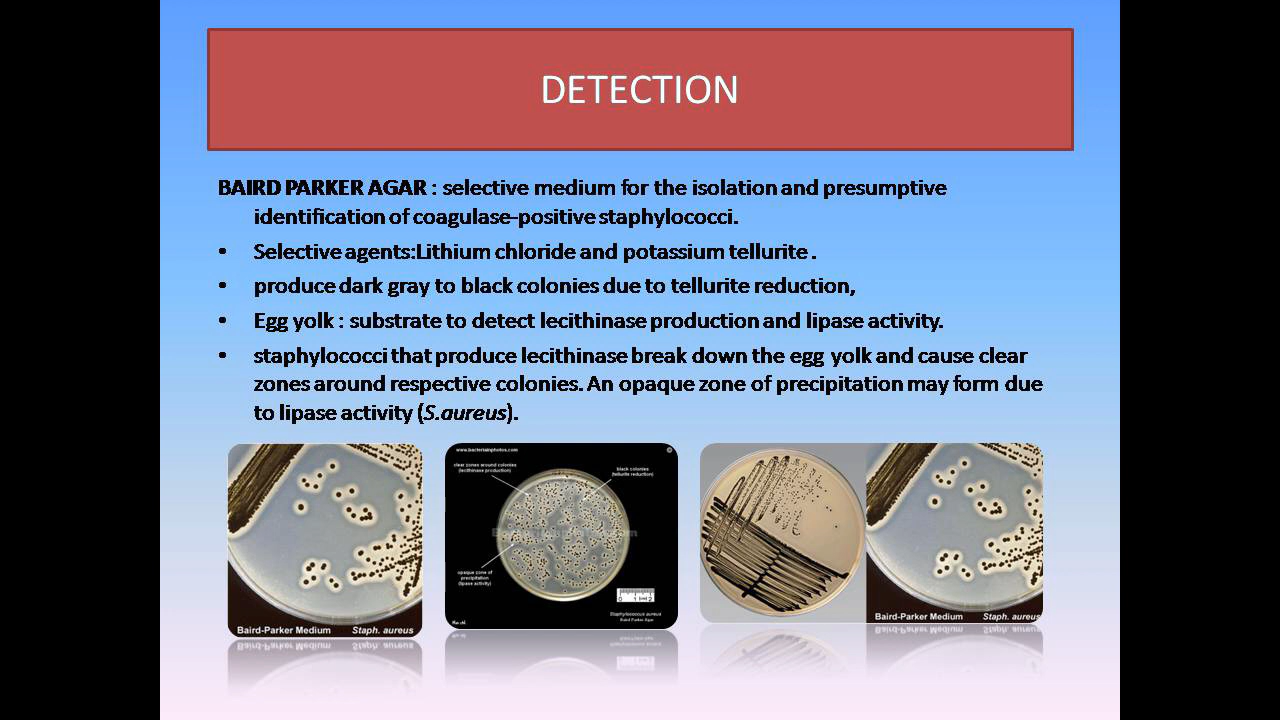 DETECTION
BAIRD PARKER AGAR : selective medium for the isolation and presumptive
identification of coagulase-positive staphylococci.
• Selective agents:Lithium chloride and potassium tellurite .
• produce dark gray to black colonies due to tellurite reduction,
• Egg yolk : substrate to detect lecithinase production and lipase activity.
• staphylococci that produce lecithinase break down the egg yolk and cause clear
zones around respective colonies. An opaque zone of precipitation may form due
to lipase activity (S.aureus).
Baird-Parker Medium Staph. aureus
www.bacteriainphotos.com
clear zones around colonies
(lecithinase production)
black colonies
(tellurite reduction)
opaque zone of
precipitation
(lipase activity)
0 1 2
Staphylococcus aureus
Baird Parker Agar
Baird-Parker Medium Staph. aureus